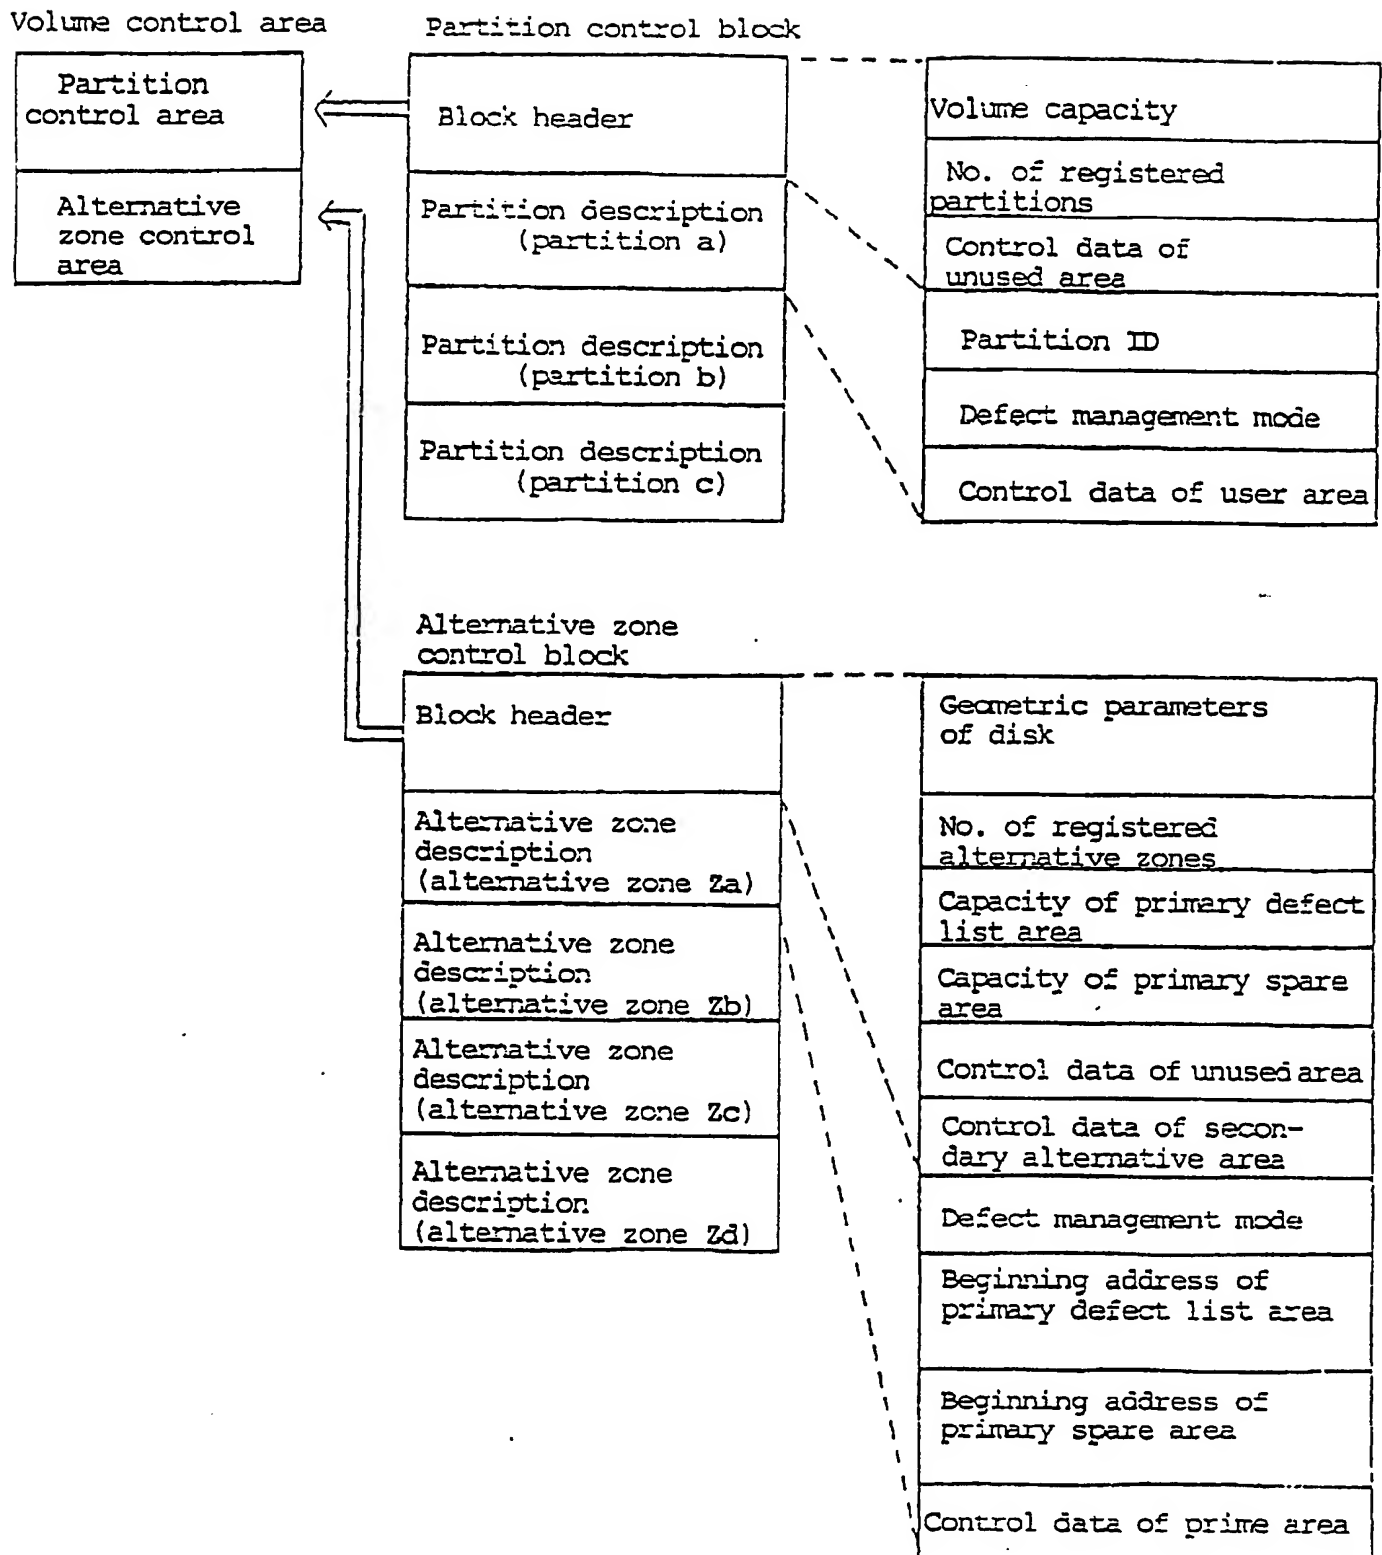 Volume control area
Partition
control area
Alternative
zone control
area
Partition control block
Block header
Partition description
(partition a)
Partition description
(partition b)
Partition description
(partition c)
Volume capacity
No. of registered
partitions
Control data of
unused area
Partition ID
Defect management mode
Control data of user area
Alternative zone
control block
Block header
Alternative zone
description
(alternative zone Za)
Alternative zone
description
(alternative zone Zb)
Alternative zone
description
(alternative zone Zc)
Alternative zone
description
(alternative zone Zd)
Geometric parameters
of disk
No. of registered
alternative zones
Capacity of primary defect
list area
Capacity of primary spare
area
Control data of unused area
Control data of secon-
dary alternative area
Defect management mode
Beginning address of
primary defect list area
Beginning address of
primary spare area
Control data of prime area